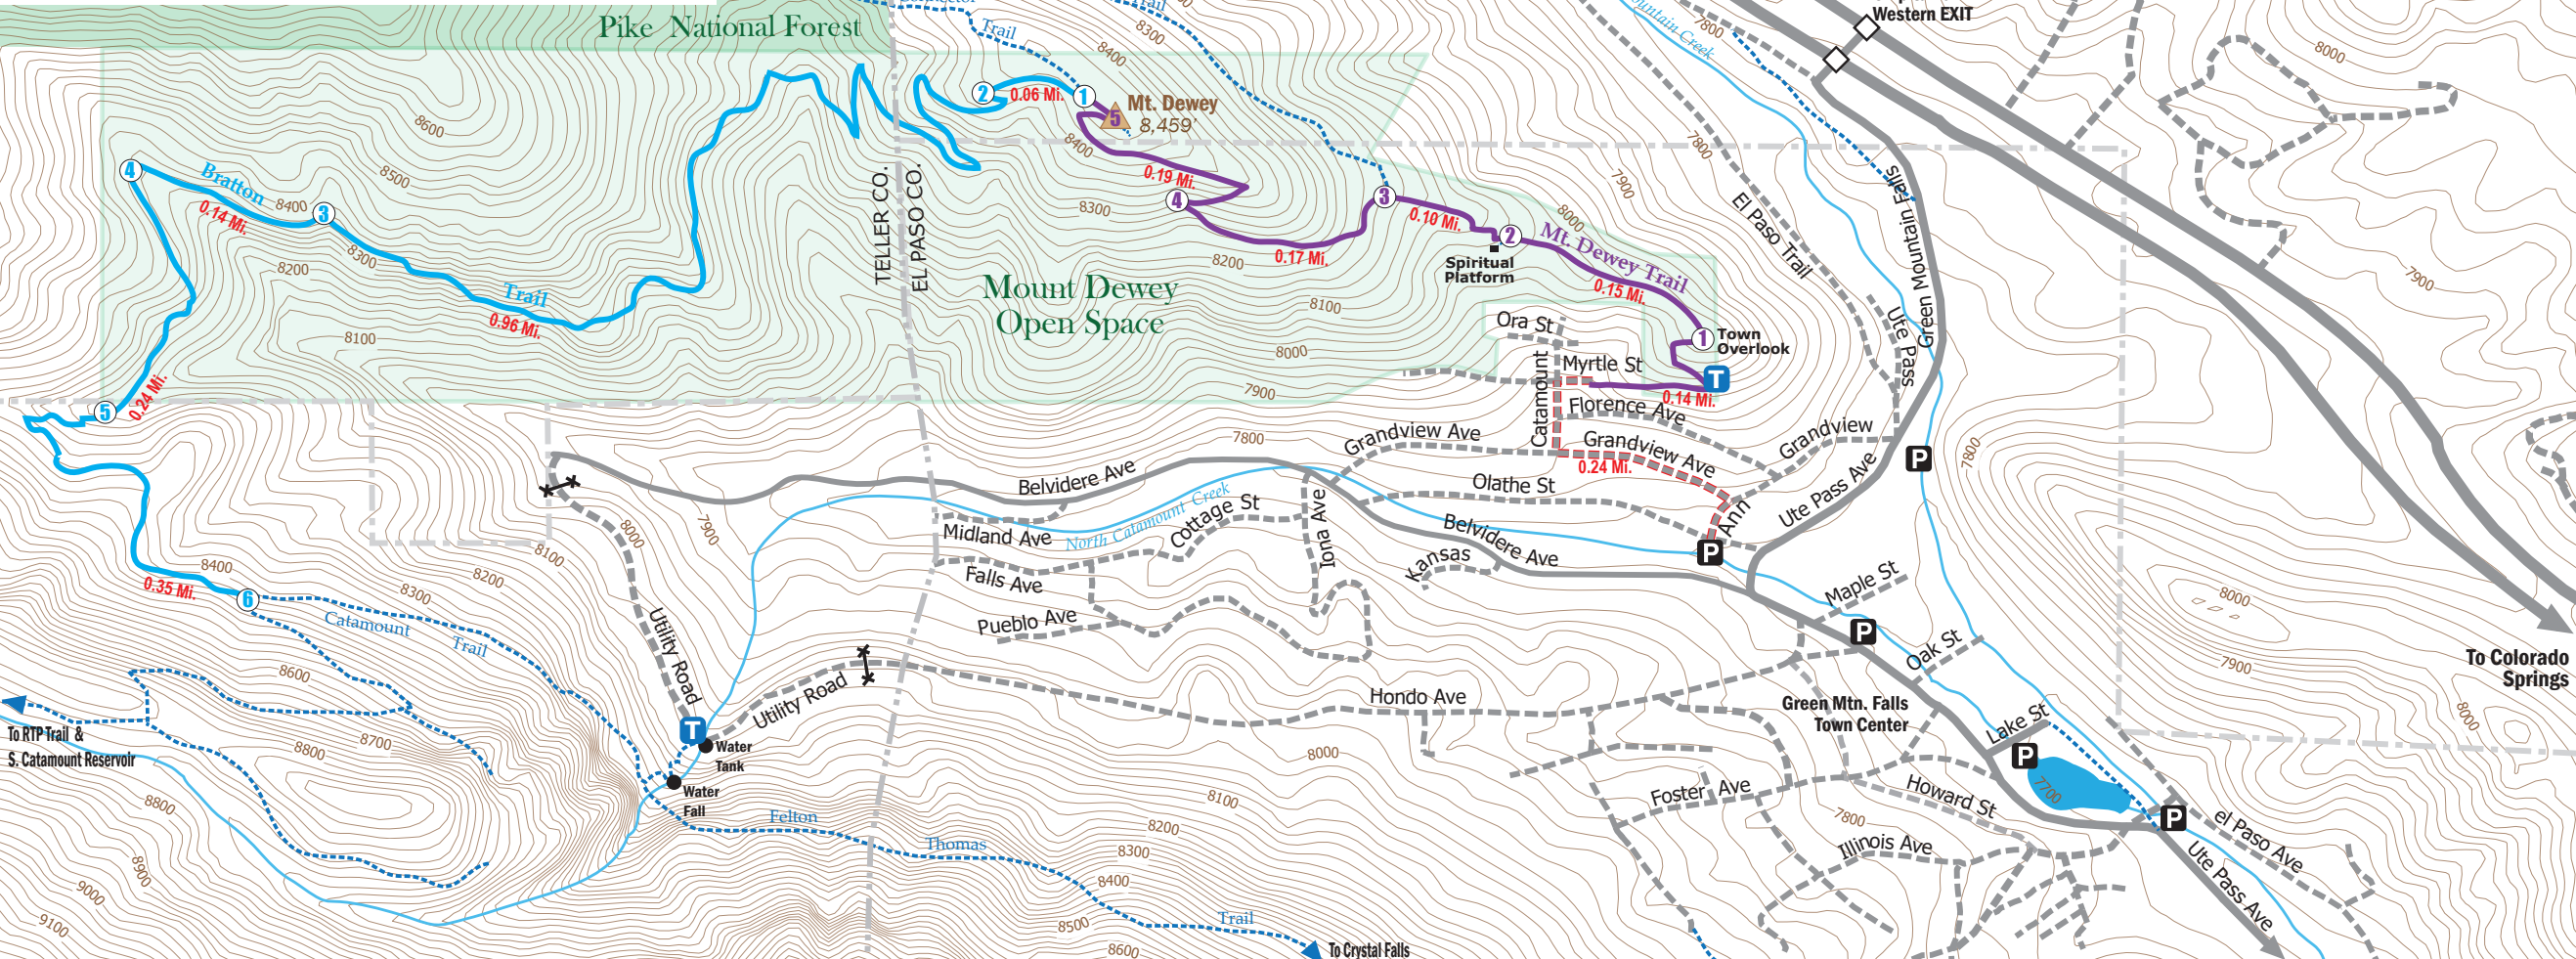 Pike National Forest
Connector
Trail
Trail
Mountain Creek
Western EXIT
7800
8000
8300
8400
2
0.06 Mi.
1
5
Mt. Dewey
8,459’
8600
8500
8400
8400
7800
7900
4
Bratton
0.14 Mi.
3
8300
8200
Trail
0.96 Mi.
8100
0.24 Mi.
5
TELLER CO.
EL PASO CO.
0.19 Mi.
4
8300
0.17 Mi.
8200
3
0.10 Mi.
2
8000
Spiritual
Platform
Mt. Dewey Trail
0.15 Mi.
El Paso Trail
Green Mountain Falls
Ute Pass
7900
Mount Dewey
Open Space
8100
8000
7900
7800
Ora St
Myrtle St
Catamount
1
Town
Overlook
T
0.14 Mi.
Florence Ave
Grandview Ave
Grandview Ave
0.24 Mi.
Grandview
P
7800
Belvidere Ave
North Catamount Creek
Midland Ave
Cottage St
Iona Ave
Olathe St
Belvidere Ave
Kansas
Ann
P
Ute Pass Ave
Falls Ave
Pueblo Ave
Maple St
P
Oak St
8000
7900
8000
To Colorado
Springs
8400
0.35 Mi.
6
8300
8200
8100
8000
7900
Catamount
Trail
Utility Road
Utility Road
8600
8700
8800
8800
8900
9000
9100
To RTP Trail &
S. Catamount Reservoir
T
Water
Tank
Water
Fall
Felton
Thomas
Trail
To Crystal Falls
Hondo Ave
8000
8100
8200
8300
8400
8500
8600
Green Mtn. Falls
Town Center
Lake St
P
7700
P
Foster Ave
7800
Howard St
Illinois Ave
el Paso Ave
Ute Pass Ave